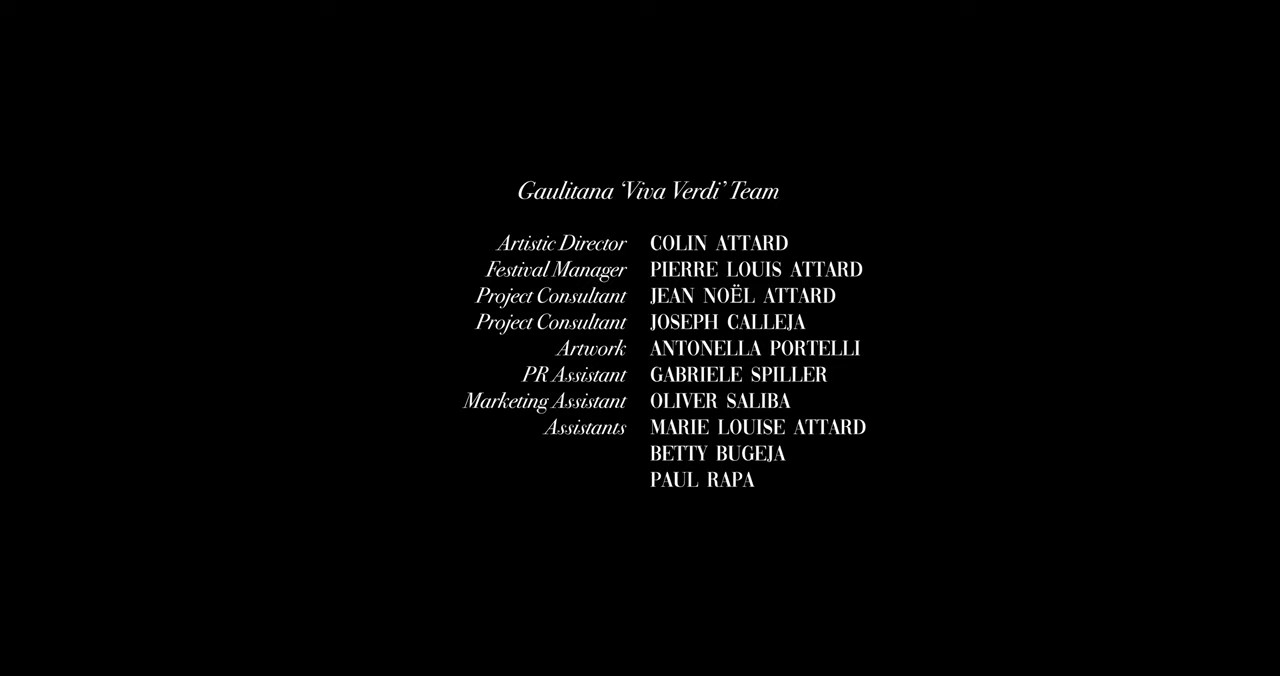 Gaulitana ‘Viva Verdi’ Team
Artistic Director COLIN ATTARD
Festival Manager PIERRE LOUIS ATTARD
Project Consultant JEAN NOËL ATTARD
Project Consultant JOSEPH CALLEJA
Artwork ANTONELLA PORTELLI
PR Assistant GABRIELE SPILLER
Marketing Assistant OLIVER SALIBA
Assistants MARIE LOUISE ATTARD
BETTY BUGEJA
PAUL RAPA